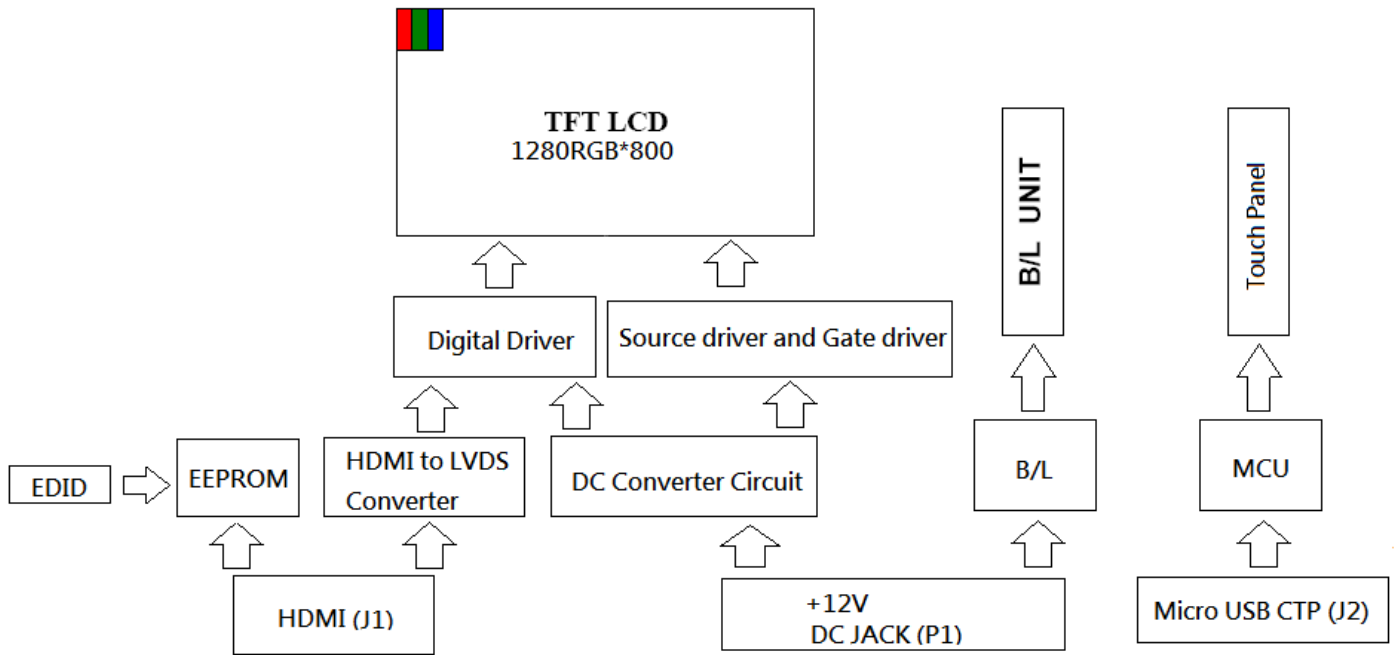 TFT LCD
1280RGB*800
B/L UNIT
Touch Panel
Digital Driver
Source driver and Gate driver
EDID
EEPROM
HDMI to LVDS
Converter
DC Converter Circuit
B/L
MCU
HDMI (J1)
+12V
DC JACK (P1)
Micro USB CTP (J2)